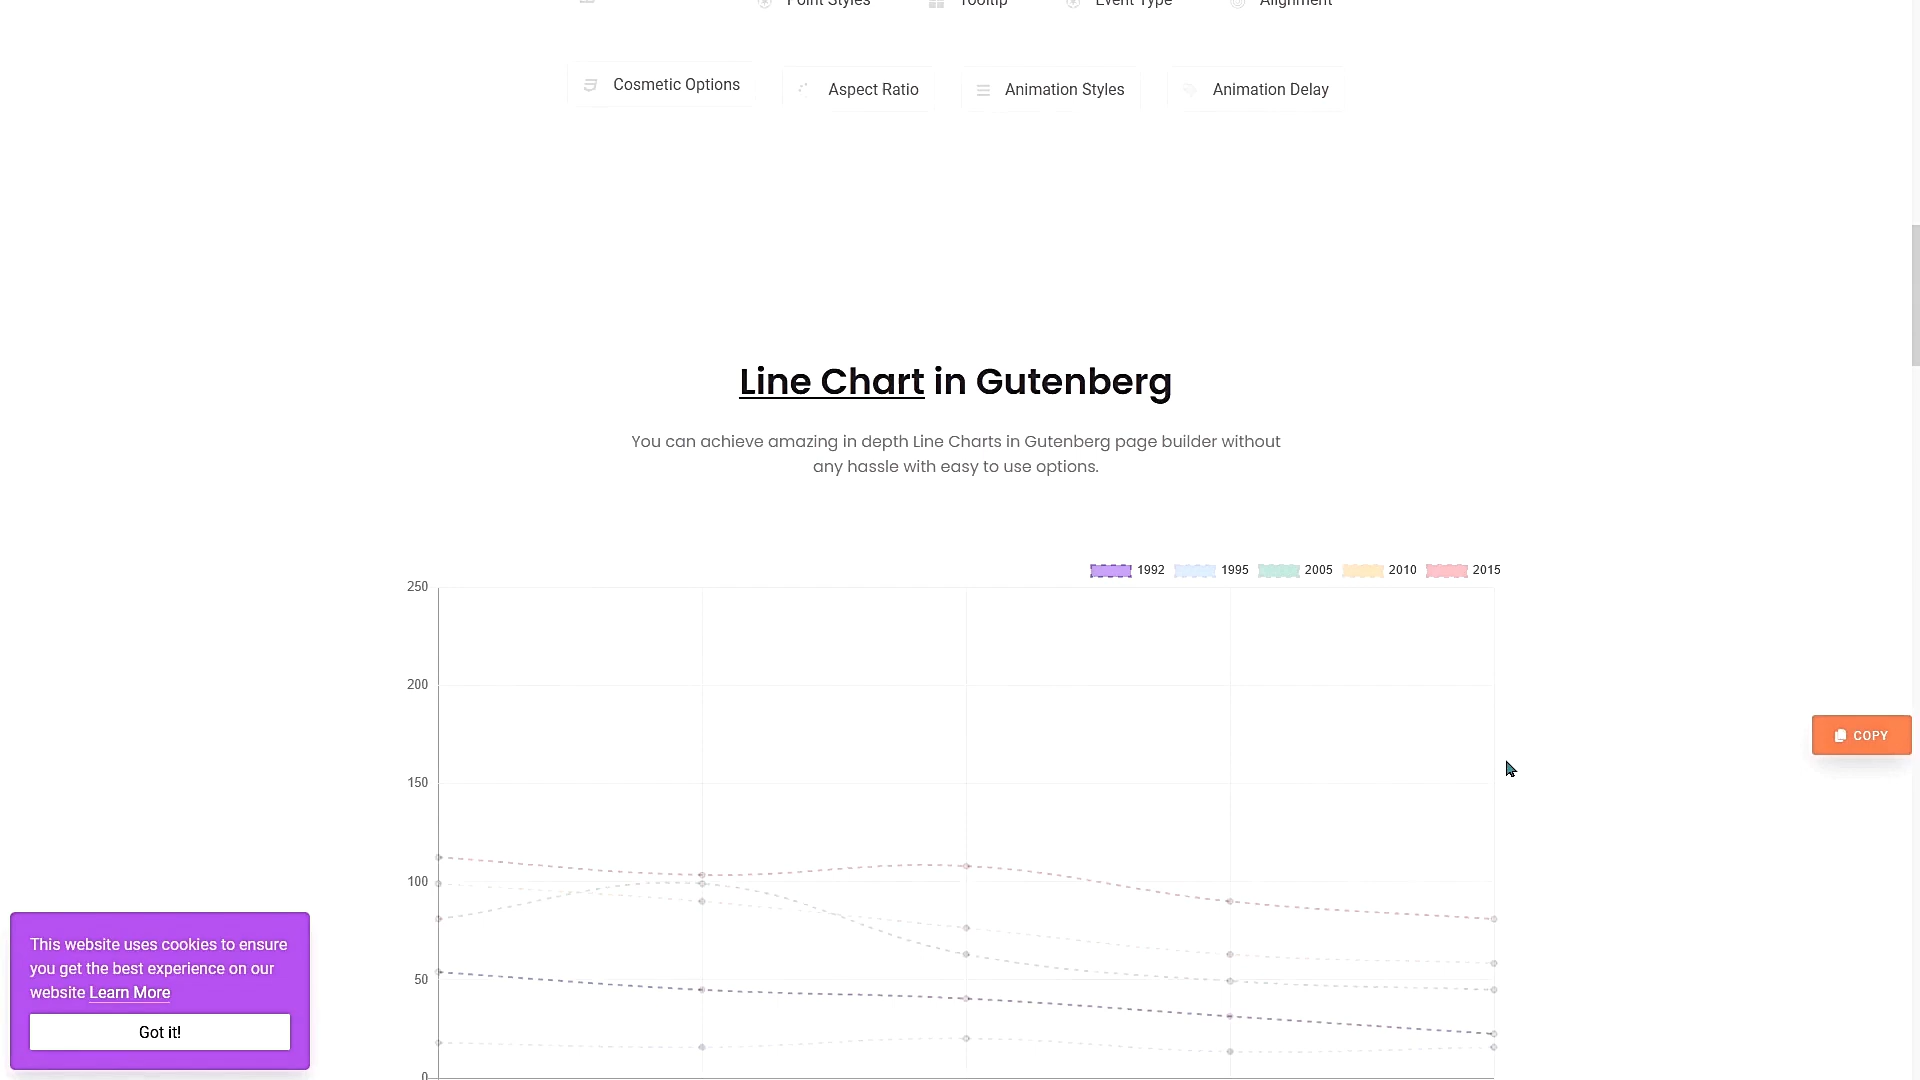 Point Styles
Tooltip
Event Type
Alignment
Cosmetic Options
Aspect Ratio
Animation Styles
Animation Delay
Line Chart in Gutenberg
You can achieve amazing in depth Line Charts in Gutenberg page builder without
any hassle with easy to use options.
1992
1995
2005
2010
2015
250
200
150
100
50
0
COPY
This website uses cookies to ensure
you get the best experience on our
website Learn More
Got it!